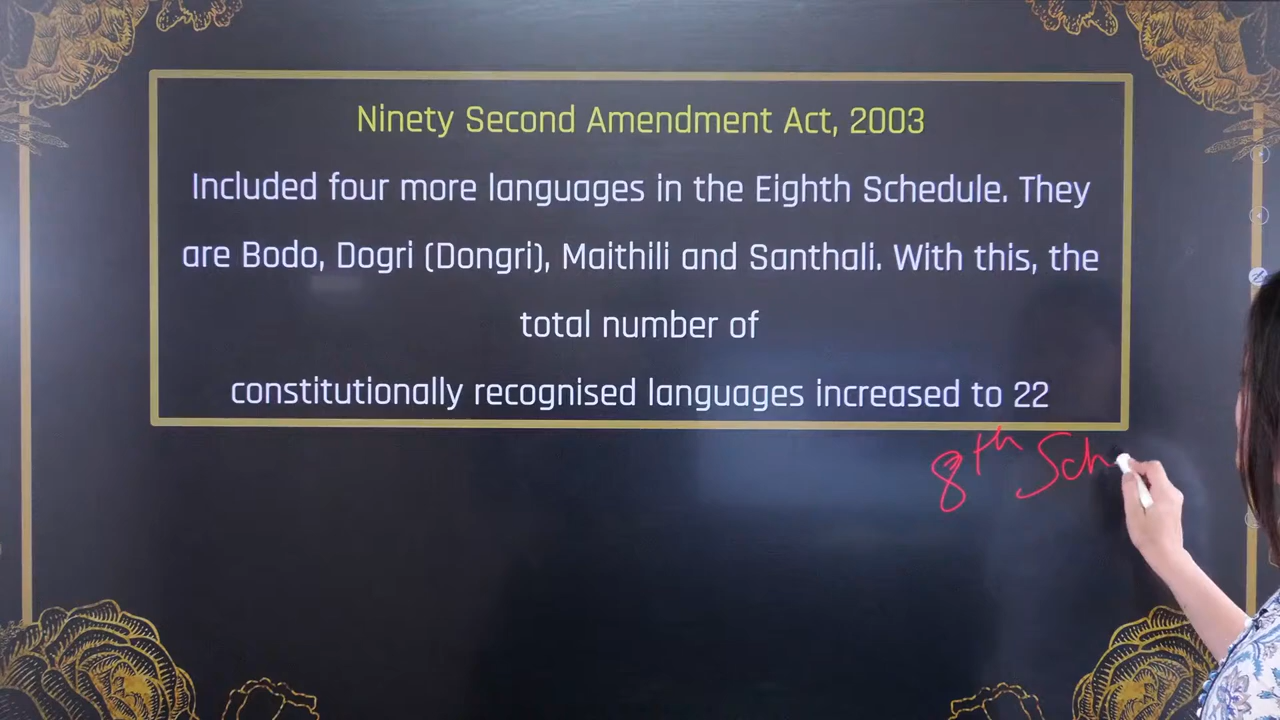 Ninety Second Amendment Act, 2003
Included four more languages in the Eighth Schedule. They
are Bodo, Dogri (Dongri), Maithili and Santhali. With this, the
total number of
constitutionally recognised languages increased to 22
8th Sch